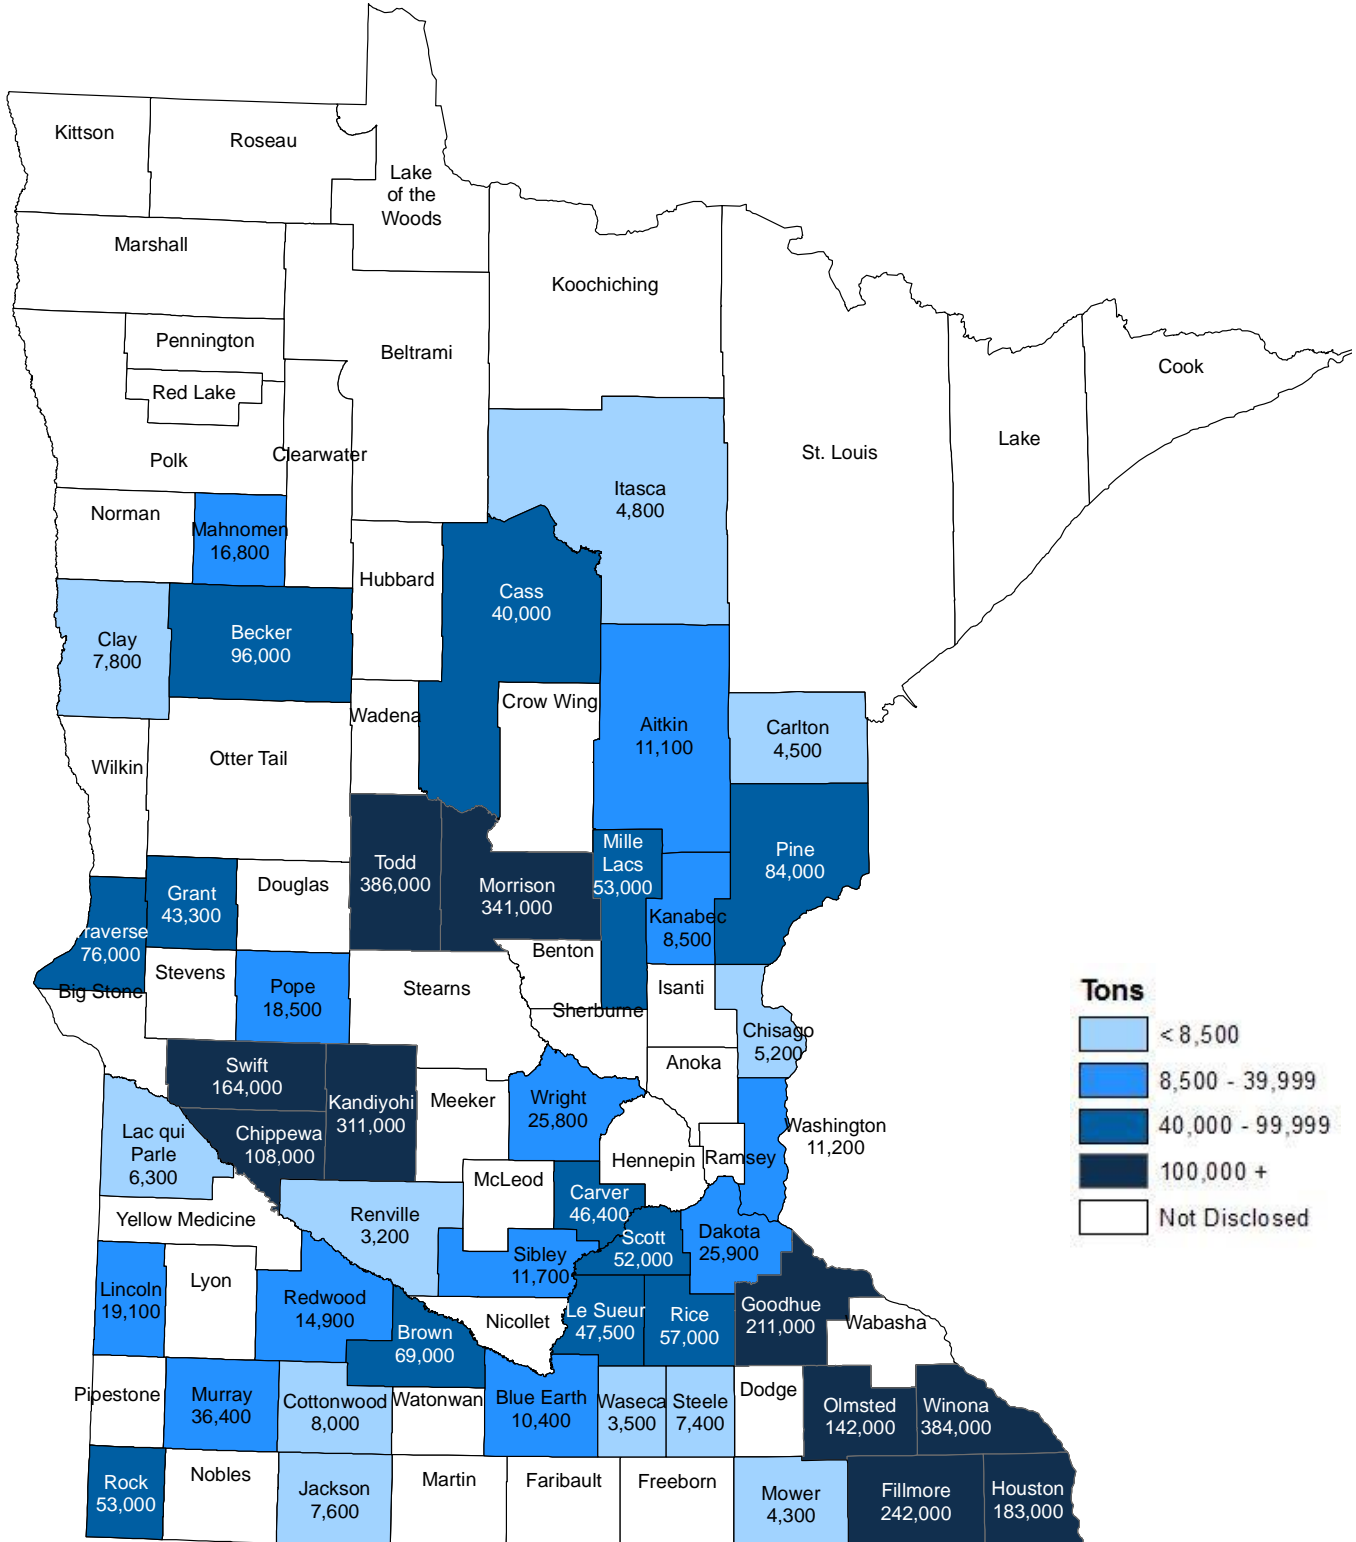 Kittson
Roseau
Lake
of the
Woods
Marshall
Koochiching
Pennington
Beltrami
Cook
Red Lake
Lake
Clearwater
St. Louis
Polk
Itasca
4,800
Norman
Mahnomen
16,800
Hubbard
Cass
40,000
Clay
7,800
Becker
96,000
Crow Wing
Wadena
Aitkin
11,100
Carlton
4,500
Otter Tail
Wilkin
Mille
Lacs
53,000
Pine
84,000
Todd
386,000
Morrison
341,000
Douglas
Grant
43,300
Kanabec
8,500
raverse
76,000
Benton
Stevens
Pope
18,500
Stearns
Isanti
Big Stone
Sherburne
Chisago
5,200
Anoka
Swift
164,000
Kandiyohi
311,000
Meeker
Wright
25,800
Washington
11,200
Lac qui
Parle
6,300
Chippewa
108,000
Hennepin
Ramsey
McLeod
Carver
46,400
Yellow Medicine
Renville
3,200
Dakota
25,900
Scott
52,000
Sibley
11,700
Lyon
Lincoln
19,100
Redwood
14,900
Goodhue
211,000
Le Sueur
47,500
Rice
57,000
Nicollet
Wabasha
Brown
69,000
Pipestone
Murray
36,400
Cottonwood
8,000
Watonwan
Blue Earth
10,400
Waseca
3,500
Steele
7,400
Dodge
Olmsted
142,000
Winona
384,000
Rock
53,000
Nobles
Jackson
7,600
Martin
Faribault
Freeborn
Mower
4,300
Fillmore
242,000
Houston
183,000
Tons
< 8,500
8,500 - 39,999
40,000 - 99,999
100,000 +
Not Disclosed